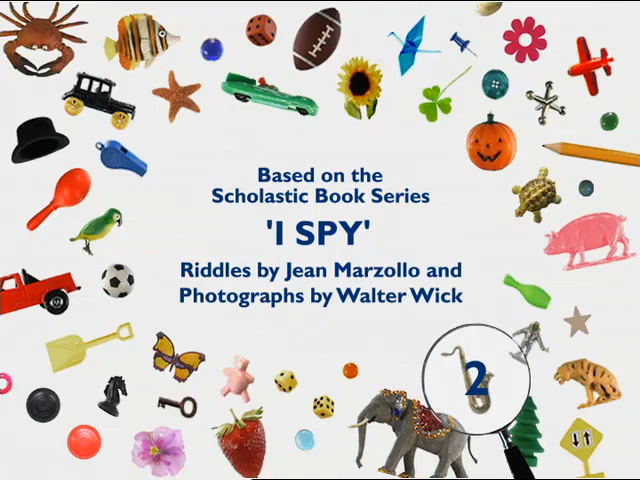 Based on the
Scholastic Book Series
'I SPY'
Riddles by Jean Marzollo and
Photographs by Walter Wick
2